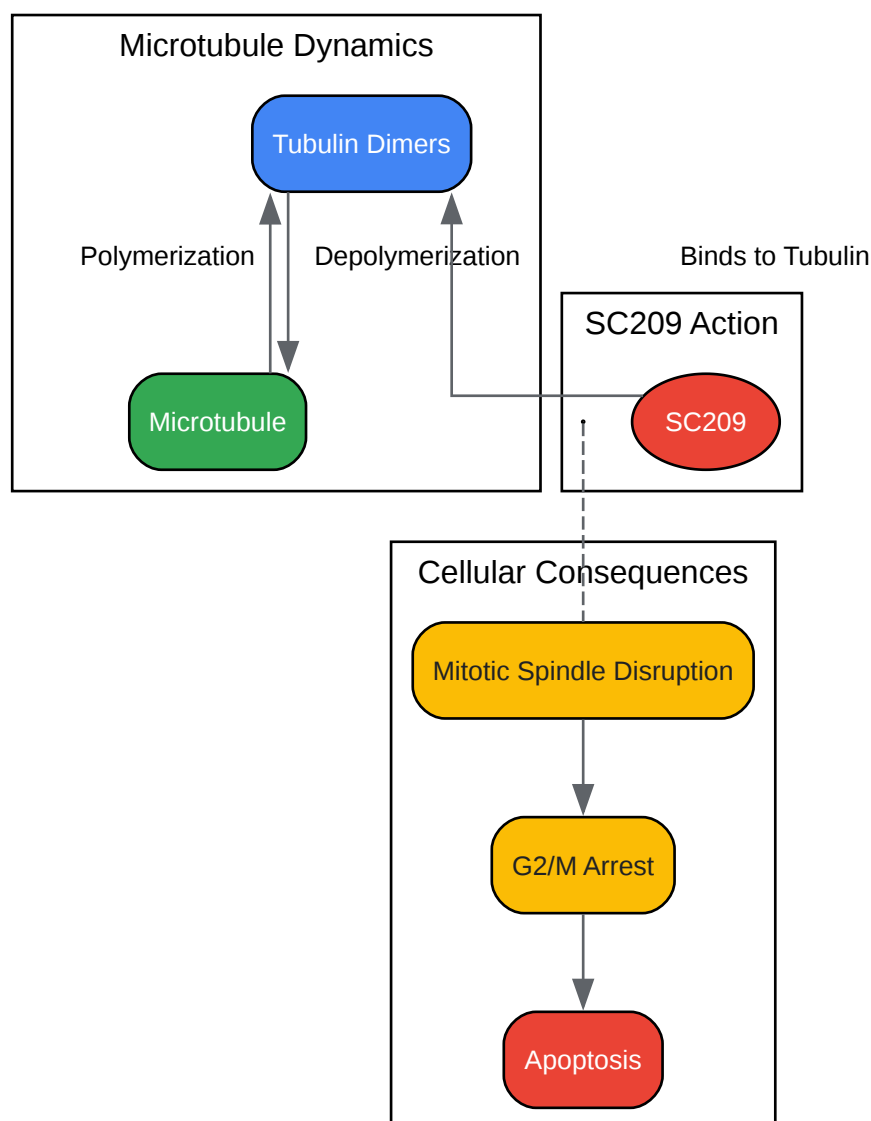 Microtubule Dynamics
Tubulin Dimers
Polymerization
Depolymerization
Binds to Tubulin
SC209 Action
Microtubule
SC209
Cellular Consequences
Mitotic Spindle Disruption
G2/M Arrest
Apoptosis